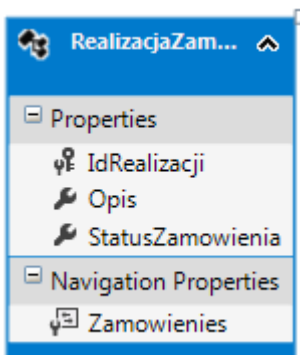 RealizacjaZam...
Properties
IdRealizacji
Opis
StatusZamowienia
Navigation Properties
Zamowienies